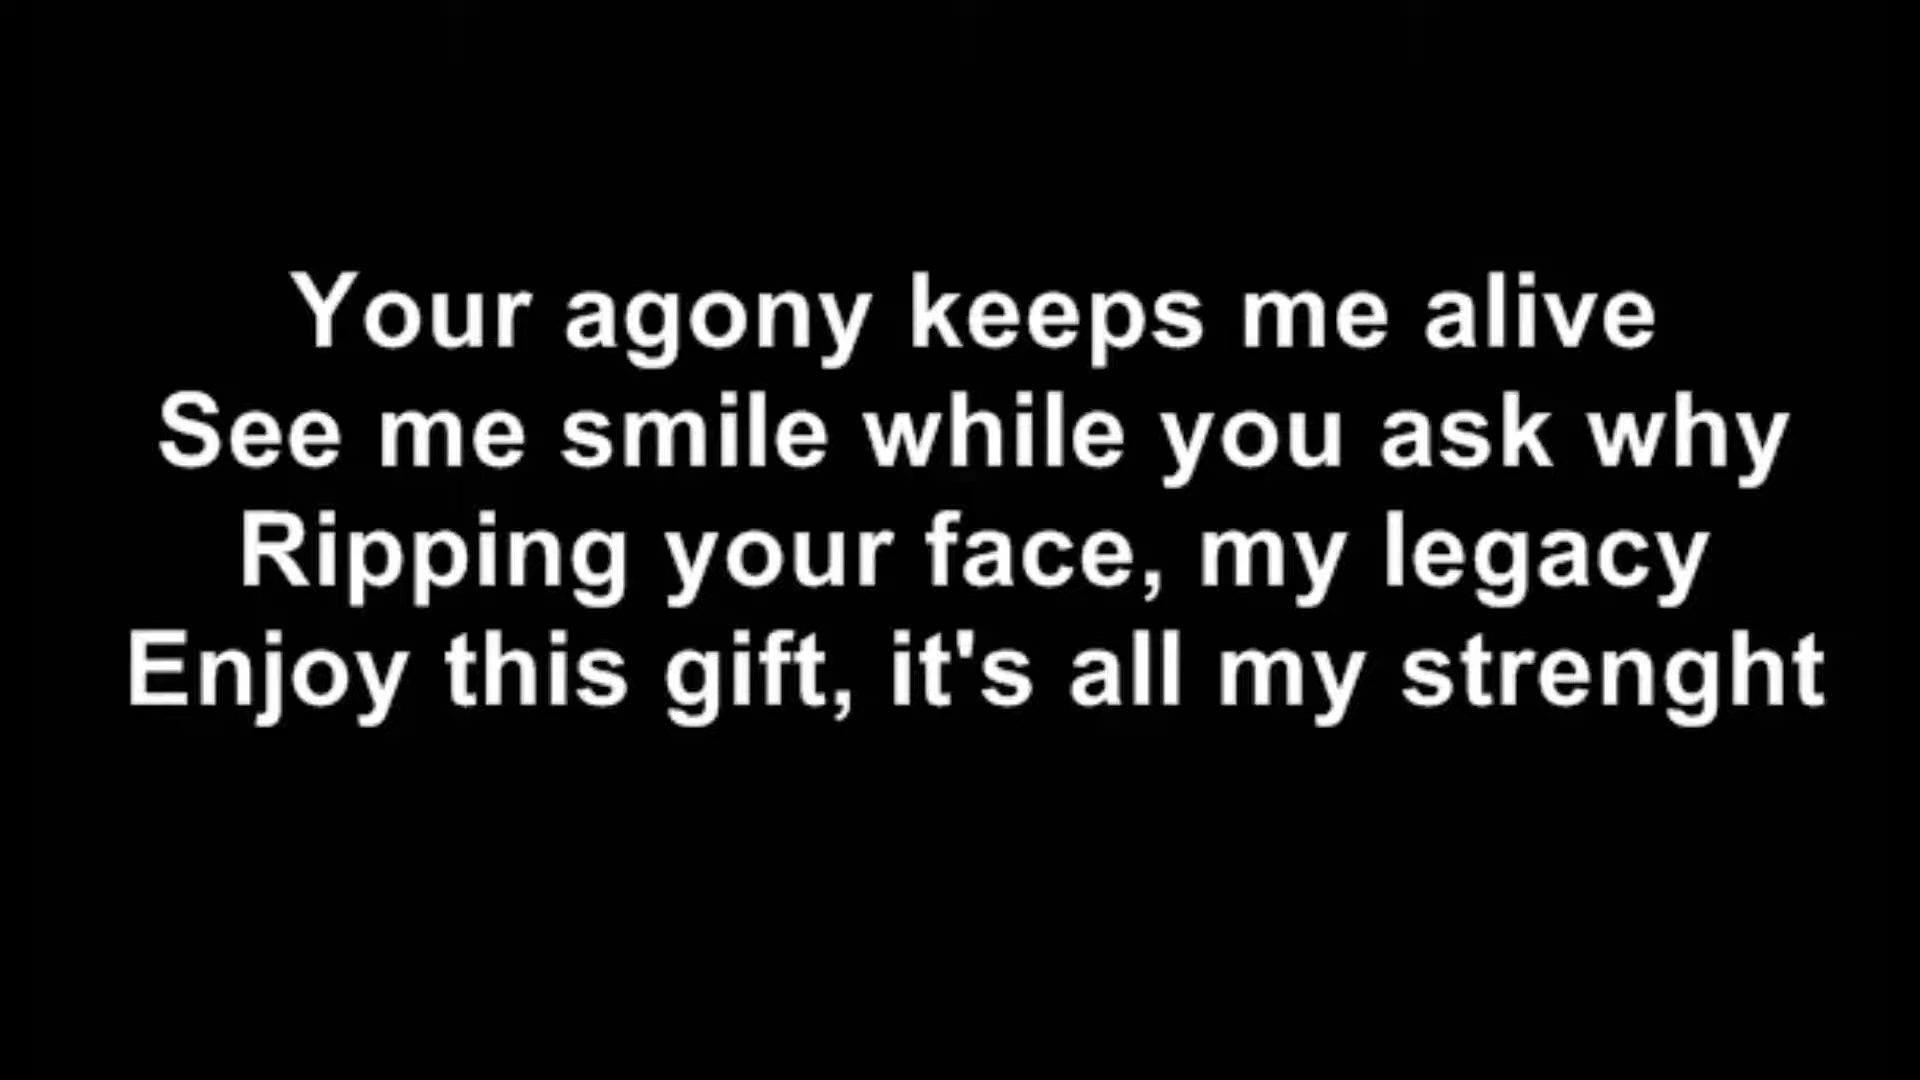 Your agony keeps me alive
See me smile while you ask why
Ripping your face, my legacy
Enjoy this gift, it's all my strenght